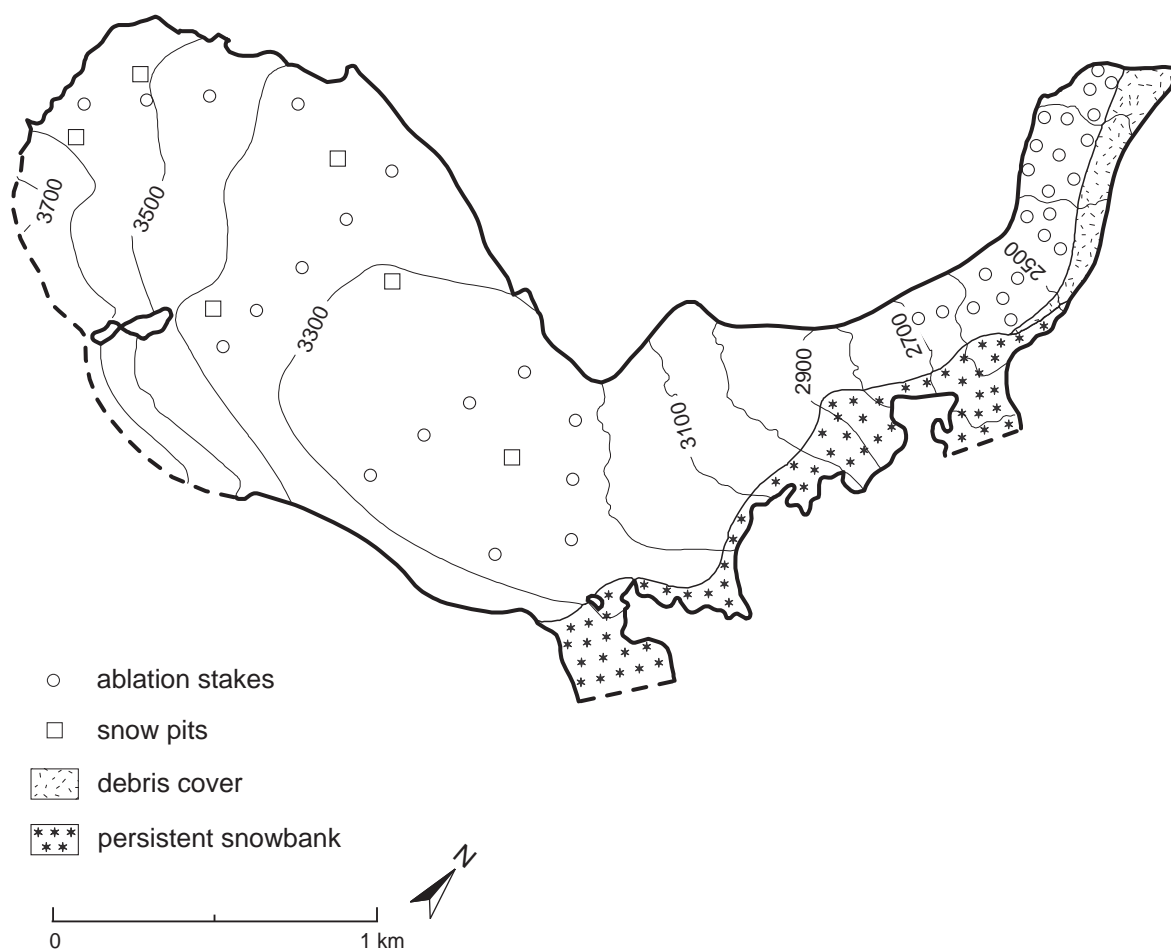 3700
3500
3300
3100
2900
2700
2500
ablation stakes
snow pits
debris cover
persistent snowbank
N
0
1 km